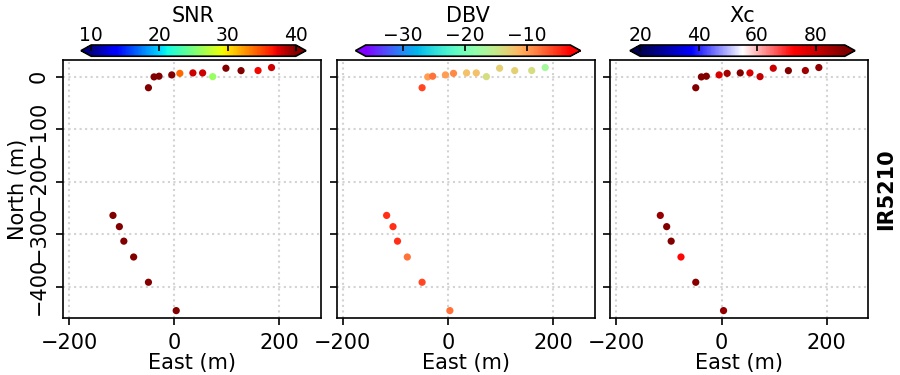 SNR DBV Xc
10 20 30 40 −30 −20 −10 20 40 60 80
0
−100
−200
−300
−400
North (m)
IR5210
−200 0 200 −200 0 200 −200 0 200
East (m) East (m) East (m)